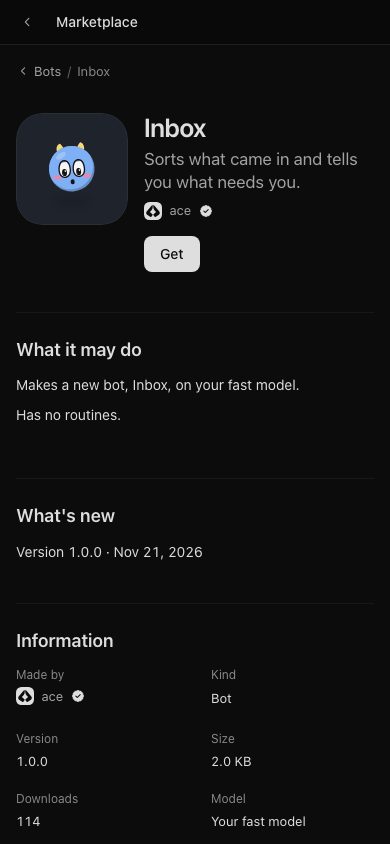 Marketplace
Bots / Inbox
Inbox
Sorts what came in and tells
you what needs you.
ace
Get
What it may do
Makes a new bot, Inbox, on your fast model.
Has no routines.
What's new
Version 1.0.0 · Nov 21, 2026
Information
Made by
Kind
ace
Bot
Version
Size
1.0.0
2.0 KB
Downloads
Model
114
Your fast model